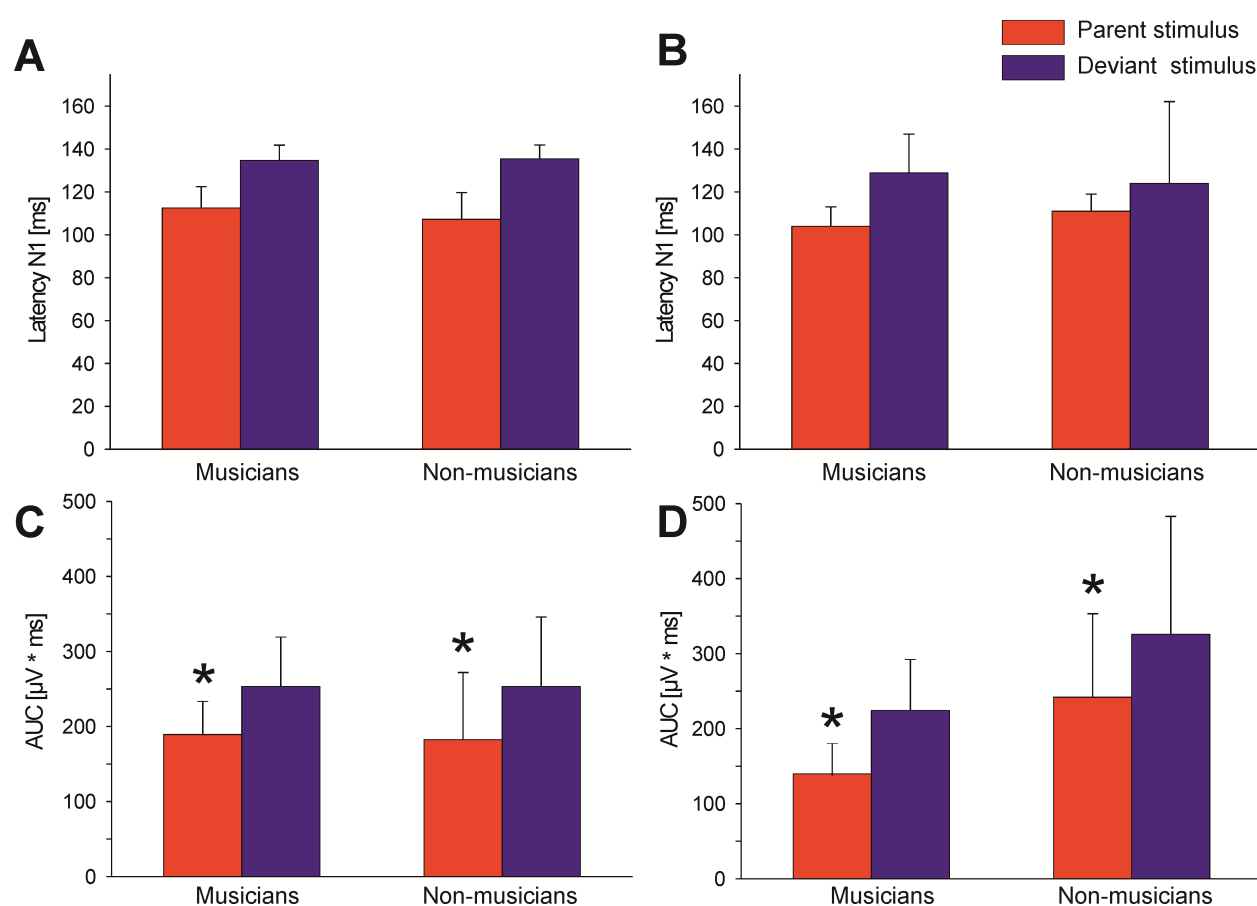 Parent stimulus
Deviant stimulus
A
160
140
120
100
80
60
40
20
0
Latency N1 [ms]
Musicians
Non-musicians
B
160
140
120
100
80
60
40
20
0
Latency N1 [ms]
Musicians
Non-musicians
C
500
400
300
200
100
0
AUC [µV * ms]
*
*
Musicians
Non-musicians
D
500
400
300
200
100
0
AUC [µV * ms]
*
*
Musicians
Non-musicians